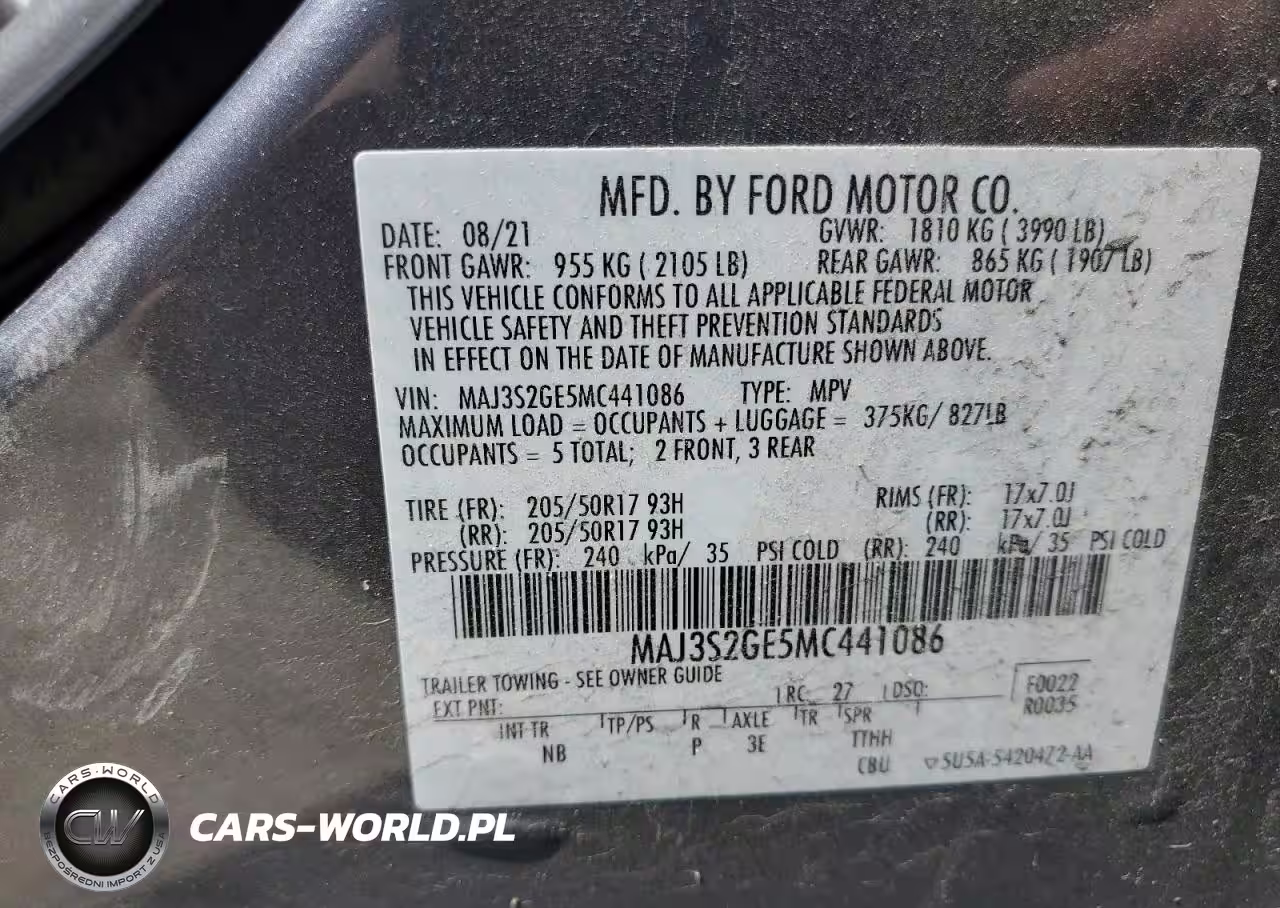 MFD. BY FORD MOTOR CO.
DATE: 08/21 GVWR: 1810 KG ( 3990 LB)
FRONT GAWR: 955 KG ( 2105 LB) REAR GAWR: 865 KG ( 1907 LB)
THIS VEHICLE CONFORMS TO ALL APPLICABLE FEDERAL MOTOR
VEHICLE SAFETY AND THEFT PREVENTION STANDARDS
IN EFFECT ON THE DATE OF MANUFACTURE SHOWN ABOVE.
VIN: MAJ3S2GE5MC441086 TYPE: MPV
MAXIMUM LOAD = OCCUPANTS + LUGGAGE = 375KG/ 827LB
OCCUPANTS = 5 TOTAL; 2 FRONT, 3 REAR
TIRE (FR): 205/50R17 93H RIMS (FR): 17x7.0J
(RR): 205/50R17 93H (RR): 17x7.0J
PRESSURE (FR): 240 kPa/ 35 PSI COLD (RR): 240 kPa/ 35 PSI COLD
MAJ3S2GE5MC441086
TRAILER TOWING - SEE OWNER GUIDE
EXT PNT: RC 27 DSO: F0022
R0035
INT TR TP/PS R AXLE TR SPR
NB P 3E TTHH
CBU 5U5A-5420472-AA
CARS-WORLD
CW
BEZPOŚREDNI IMPORT Z USA
CARS-WORLD.PL